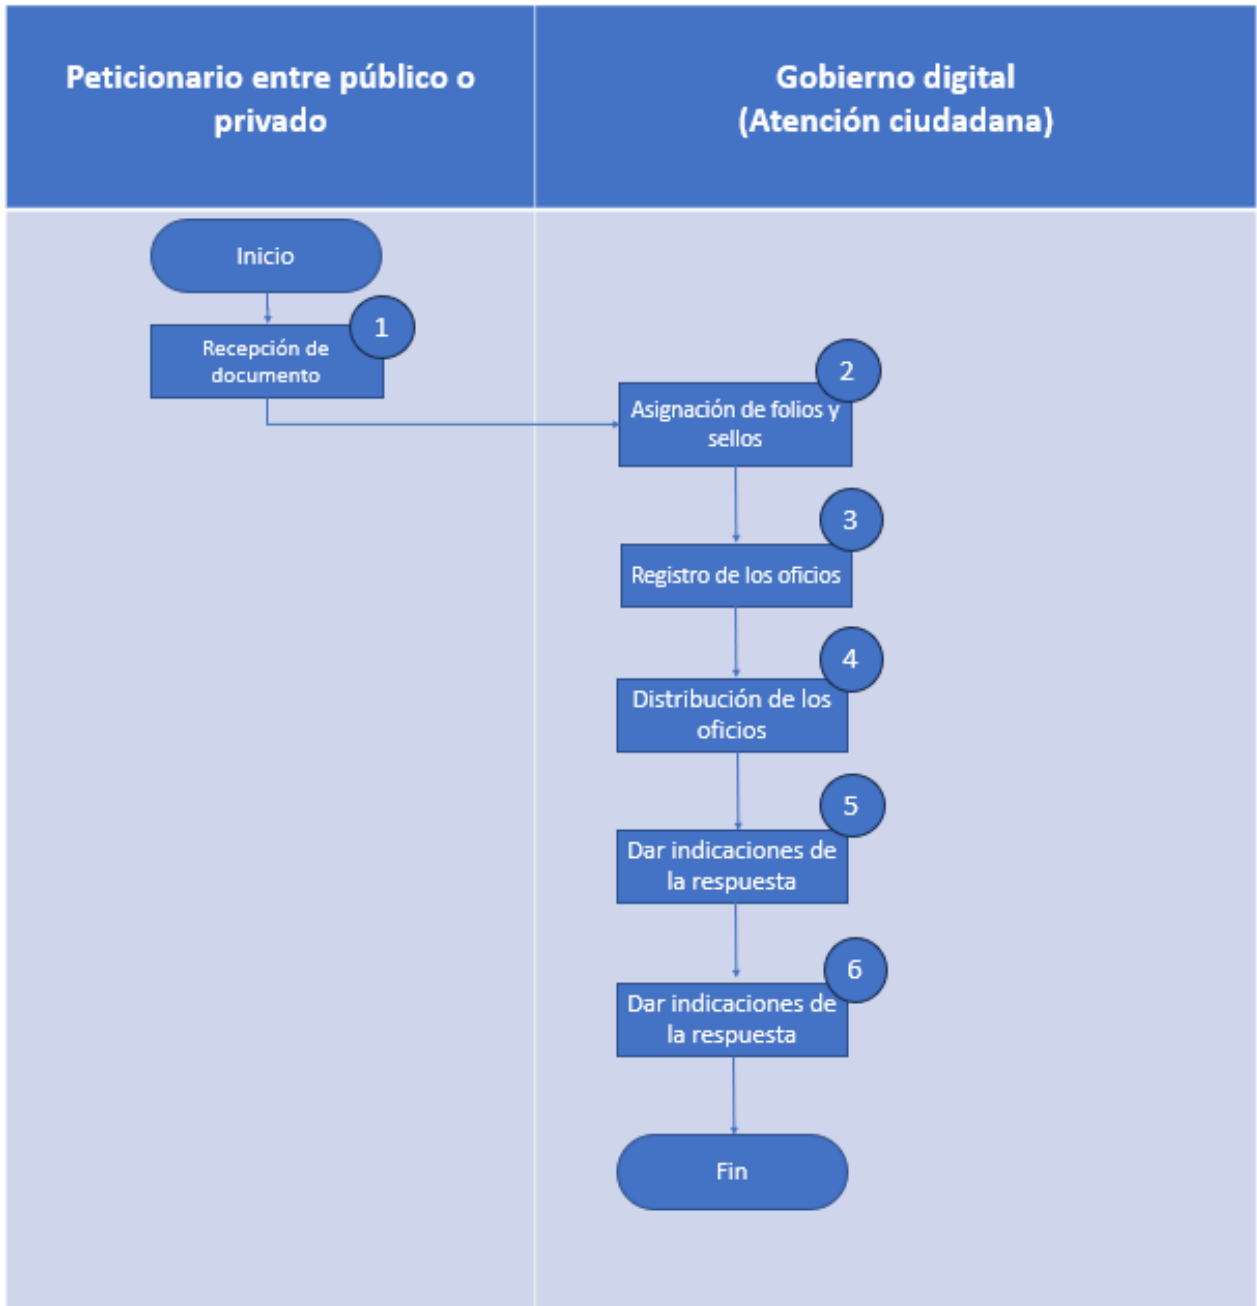 Peticionario entre público o
privado
Gobierno digital
(Atención ciudadana)
Inicio
1
Recepción de
documento
2
Asignación de folios y
sellos
3
Registro de los oficios
4
Distribución de los
oficios
5
Dar indicaciones de
la respuesta
6
Dar indicaciones de
la respuesta
Fin